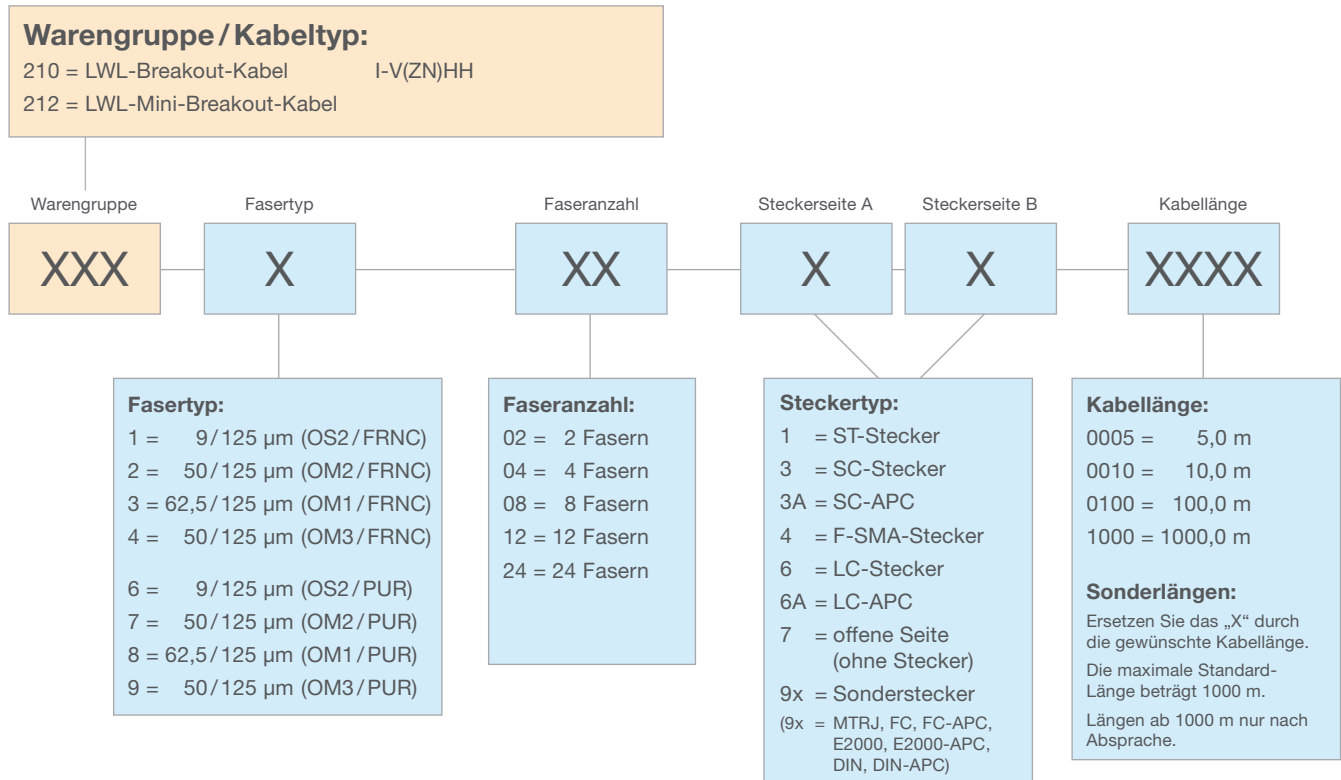 Warengruppe / Kabeltyp:
210 = LWL-Breakout-Kabel I-V(ZN)HH
212 = LWL-Mini-Breakout-Kabel
Warengruppe
Fasertyp
Faseranzahl
Steckerseite A
Steckerseite B
Kabellänge
XXX
X
XX
X
X
XXXX
Fasertyp:
1 = 9/125 µm (OS2/FRNC)
2 = 50/125 µm (OM2/FRNC)
3 = 62,5/125 µm (OM1/FRNC)
4 = 50/125 µm (OM3/FRNC)
6 = 9/125 µm (OS2/PUR)
7 = 50/125 µm (OM2/PUR)
8 = 62,5/125 µm (OM1/PUR)
9 = 50/125 µm (OM3/PUR)
Faseranzahl:
02 = 2 Fasern
04 = 4 Fasern
08 = 8 Fasern
12 = 12 Fasern
24 = 24 Fasern
Steckertyp:
1 = ST-Stecker
3 = SC-Stecker
3A = SC-APC
4 = F-SMA-Stecker
6 = LC-Stecker
6A = LC-APC
7 = offene Seite
(ohne Stecker)
9x = Sonderstecker
(9x = MTRJ, FC, FC-APC,
E2000, E2000-APC,
DIN, DIN-APC)
Kabellänge:
0005 = 5,0 m
0010 = 10,0 m
0100 = 100,0 m
1000 = 1000,0 m
Sonderlängen:
Ersetzen Sie das „X“ durch
die gewünschte Kabellänge.
Die maximale Standard-
Länge beträgt 1000 m.
Längen ab 1000 m nur nach
Absprache.